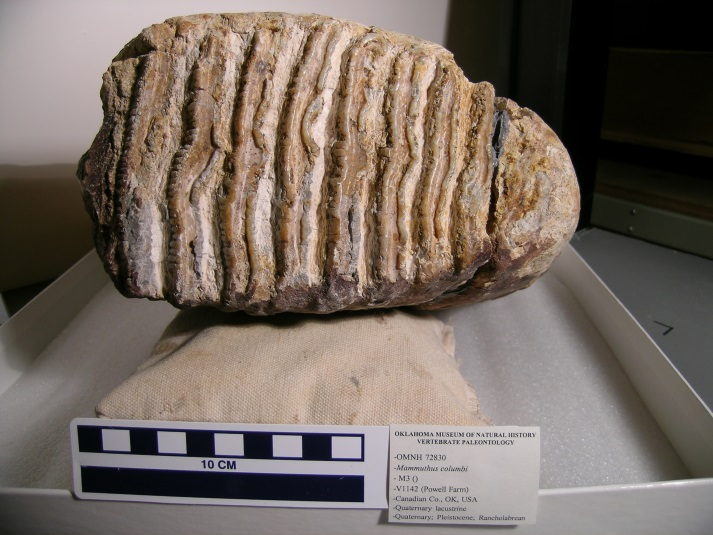 10 CM
OKLAHOMA MUSEUM OF NATURAL HISTORY
VERTEBRATE PALEONTOLOGY
-OMNH 72830
-Mammuthus columbi
- M3 ()
-V1142 (Powell Farm)
-Canadian Co., OK, USA
-Quaternary lacustrine
-Quaternary; Pleistocene; Rancholabrean